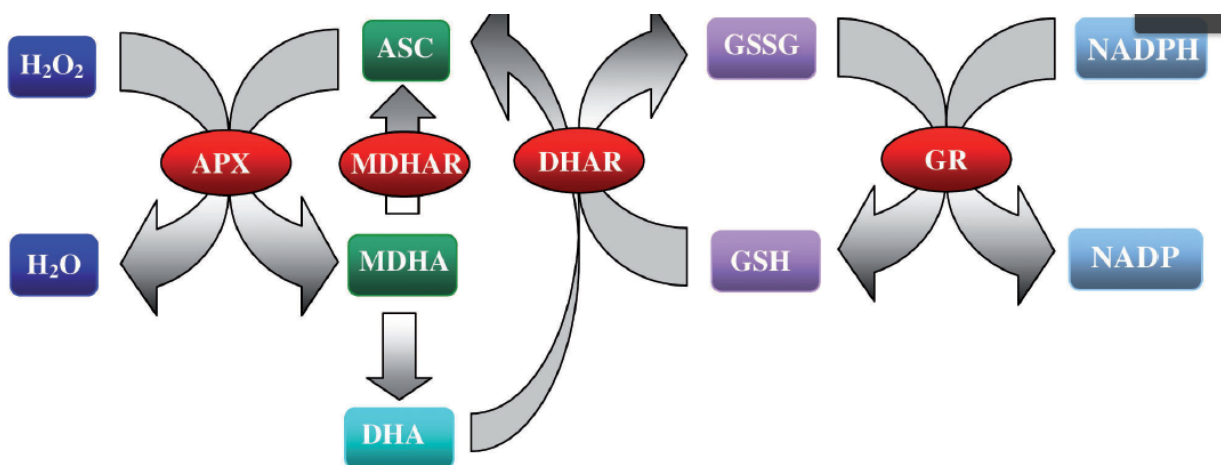 H₂O₂
ASC
GSSG
NADPH
APX
MDHAR
DHAR
GR
H₂O
MDHA
GSH
NADP
DHA